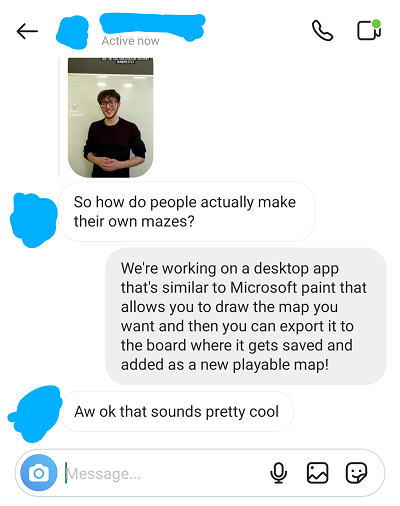 Active now
So how do people actually make
their own mazes?
We're working on a desktop app
that's similar to Microsoft paint that
allows you to draw the map you
want and then you can export it to
the board where it gets saved and
added as a new playable map!
Aw ok that sounds pretty cool
Message...